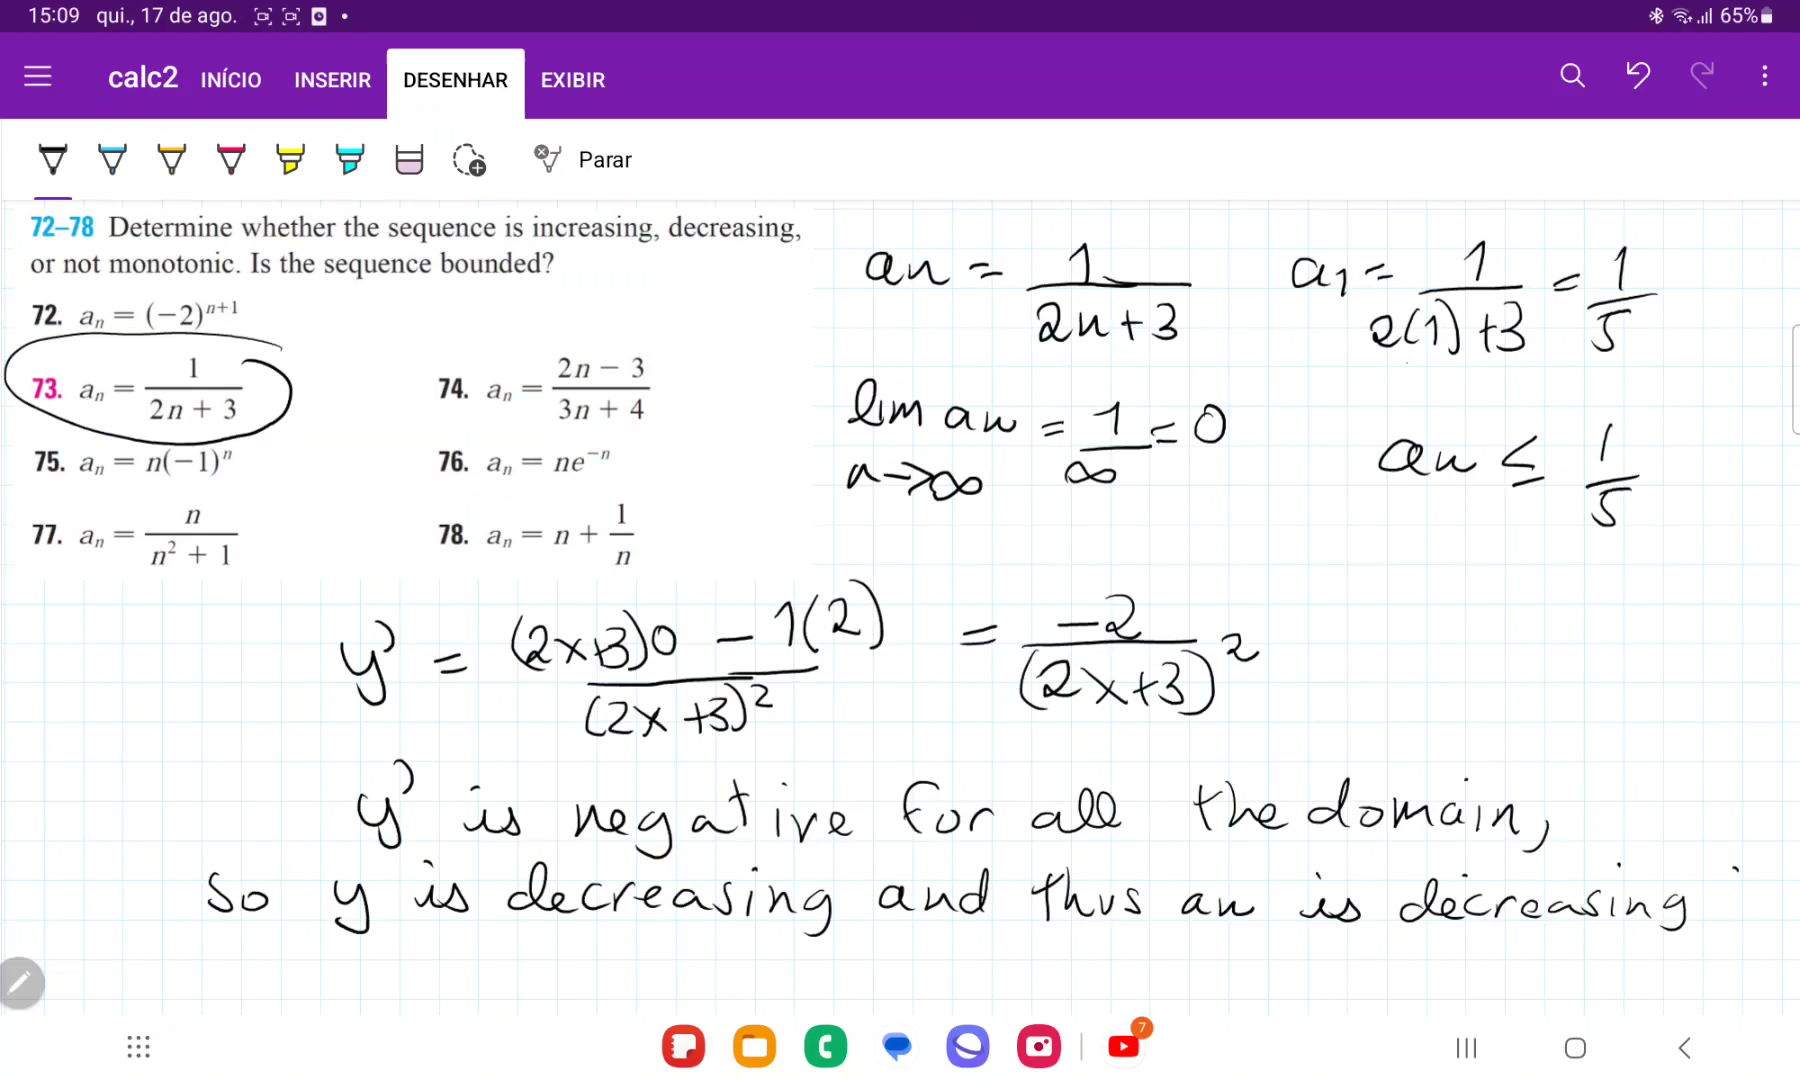 15:09 qui., 17 de ago. 65%
calc2 INÍCIO INSERIR DESENHAR EXIBIR
Parar
72–78 Determine whether the sequence is increasing, decreasing,
or not monotonic. Is the sequence bounded?
72. aₙ = (−2)ⁿ⁺¹
73. aₙ = 1/(2n + 3)
74. aₙ = (2n − 3)/(3n + 4)
75. aₙ = n(−1)ⁿ
76. aₙ = ne⁻ⁿ
77. aₙ = n/(n² + 1)
78. aₙ = n + 1/n
an = 1/(2n+3)
a₁ = 1/(2(1)+3) = 1/5
lim an = 1/∞ = 0
n→∞
an ≤ 1/5
y' = ((2x+3)0 − 1(2))/(2x+3)² = −2/(2x+3)²
y' is negative for all the domain,
so y is decreasing and thus an is decreasing
7